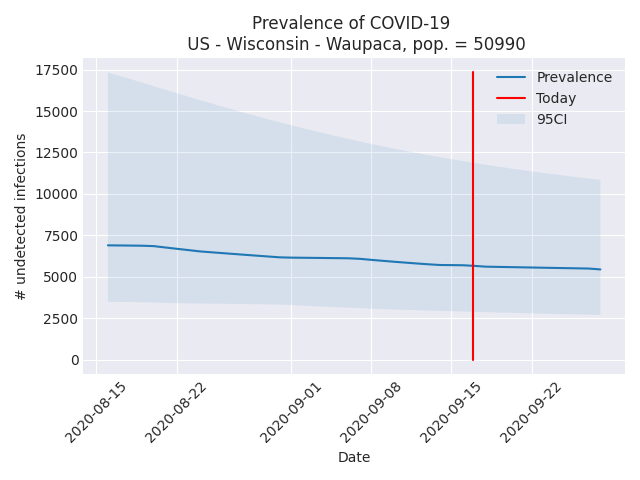 Prevalence of COVID-19
US - Wisconsin - Waupaca, pop. = 50990
17500
15000
12500
10000
7500
5000
2500
0
# undetected infections
Prevalence
Today
95CI
2020-08-15
2020-08-22
2020-09-01
2020-09-08
2020-09-15
2020-09-22
Date